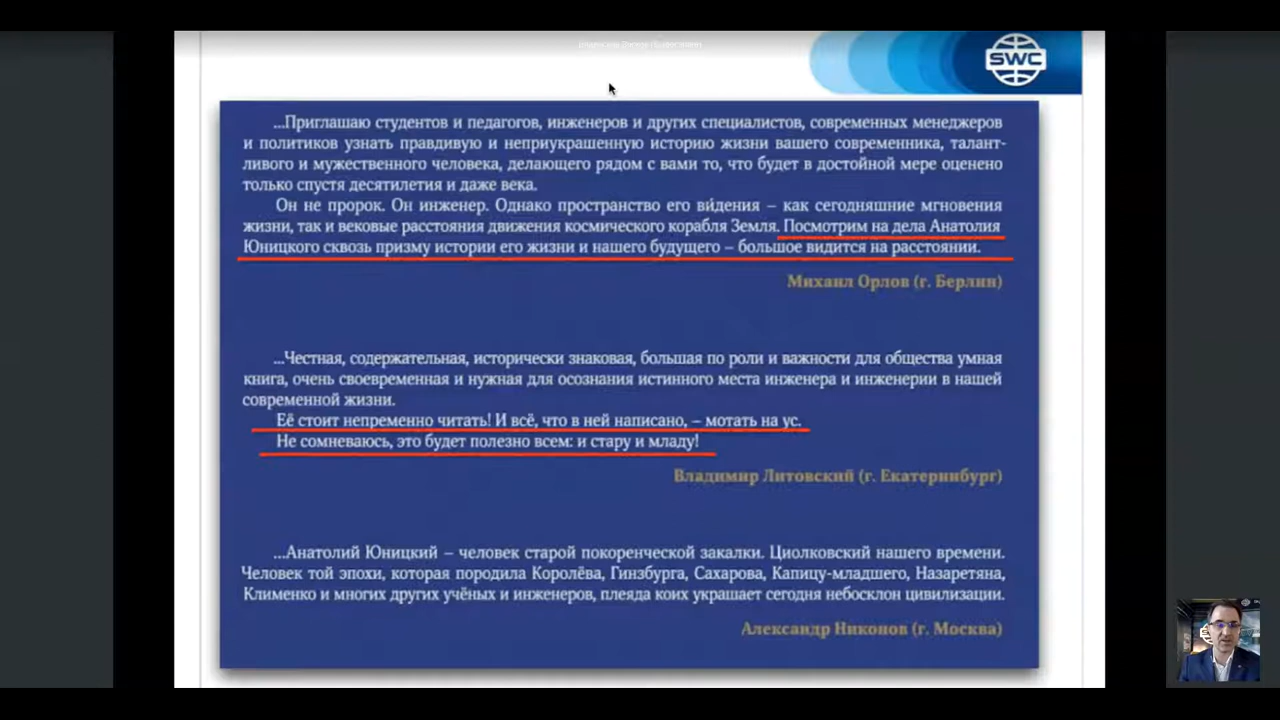 SWC
...Приглашаю студентов и педагогов, инженеров и других специалистов, современных менеджеров
и политиков узнать правдивую и неприукрашенную историю жизни вашего современника, талант-
ливого и мужественного человека, делающего рядом с вами то, что будет в достойной мере оценено
только спустя десятилетия и даже века.
Он не пророк. Он инженер. Однако пространство его ви́дения – как сегодняшние мгновения
жизни, так и вековые расстояния движения космического корабля Земля. Посмотрим на дела Анатолия
Юницкого сквозь призму истории его жизни и нашего будущего – большое видится на расстоянии.
Михаил Орлов (г. Берлин)
...Честная, содержательная, исторически знаковая, большая по роли и важности для общества умная
книга, очень своевременная и нужная для осознания истинного места инженера и инженерии в нашей
современной жизни.
Её стоит непременно читать! И всё, что в ней написано, – мотать на ус.
Не сомневаюсь, это будет полезно всем: и стару и младу!
Владимир Литовский (г. Екатеринбург)
...Анатолий Юницкий – человек старой покоренческой закалки. Циолковский нашего времени.
Человек той эпохи, которая породила Королёва, Гинзбурга, Сахарова, Капицу-младшего, Назаретяна,
Клименко и многих других учёных и инженеров, плеяда коих украшает сегодня небосклон цивилизации.
Александр Никонов (г. Москва)